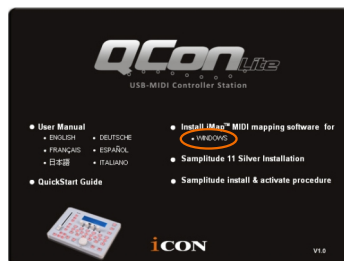 QCon Lite
USB-MIDI Controller Station
User Manual
ENGLISH
DEUTSCHE
FRANÇAIS
ESPAÑOL
日本語
ITALIANO
QuickStart Guide
Install iMap™ MIDI mapping software for
WINDOWS
Samplitude 11 Silver Installation
Samplitude install & activate procedure
iCON
V1.0